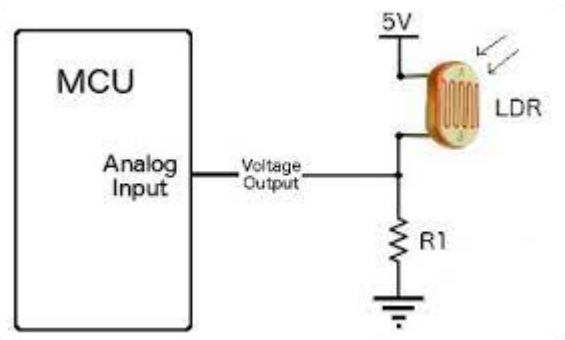 5V
MCU
LDR
Analog
Input
Voltage
Output
R1